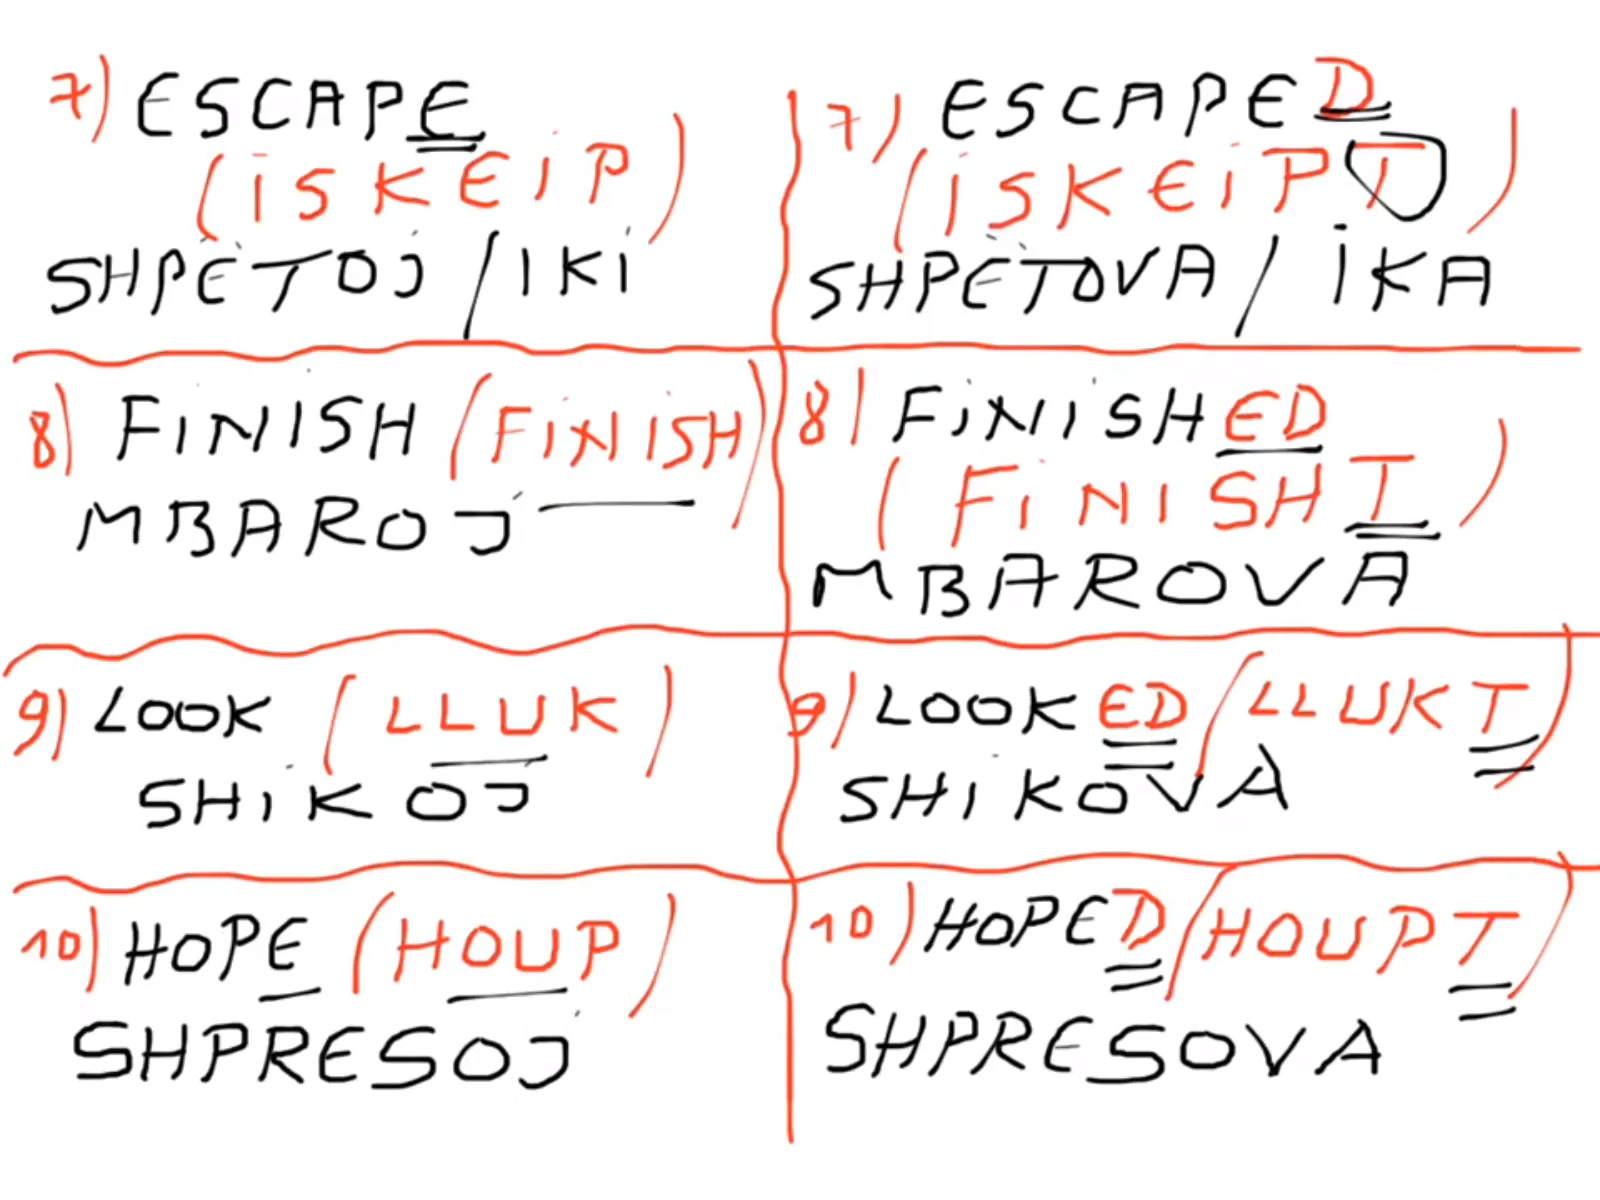 7) ESCAPE
(ISKEIP)
SHPETOJ / IKI
7) ESCAPED
(ISKEIPT)
SHPETOVA / IKA
8) FINISH (FINISH)
MBAROJ
8) FINISHED
(FINISHT)
MBAROVA
9) LOOK (LLUK)
SHIKOJ
9) LOOKED (LLUKT)
SHIKOVA
10) HOPE (HOUP)
SHPRESOJ
10) HOPED (HOUPT)
SHPRESOVA